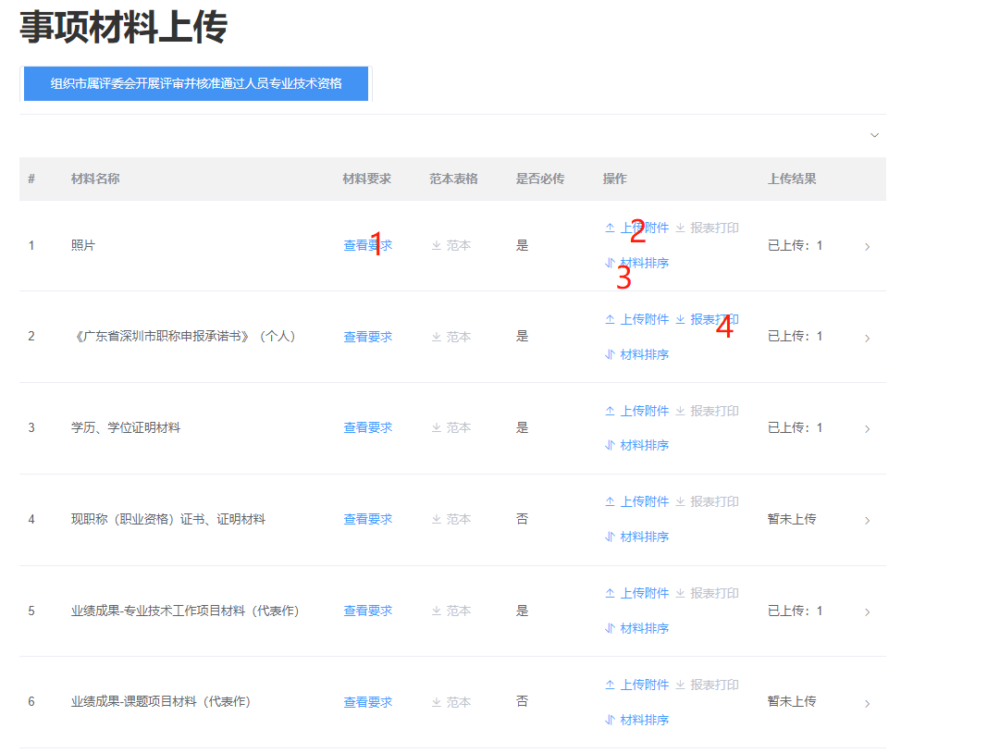 事项材料上传
组织市属评委会开展评审并核准通过人员专业技术资格
# 材料名称 材料要求 范本表格 是否必传 操作 上传结果
1 照片 查看要求 范本 是 上传附件 报表打印 已上传：1
材料排序
1
2
3
2 《广东省深圳市职称申报承诺书》（个人） 查看要求 范本 是 上传附件 报表打印 已上传：1
材料排序
4
3 学历、学位证明材料 查看要求 范本 是 上传附件 报表打印 已上传：1
材料排序
4 现职称（职业资格）证书、证明材料 查看要求 范本 否 上传附件 报表打印 暂未上传
材料排序
5 业绩成果-专业技术工作项目材料（代表作） 查看要求 范本 是 上传附件 报表打印 已上传：1
材料排序
6 业绩成果-课题项目材料（代表作） 查看要求 范本 否 上传附件 报表打印 暂未上传
材料排序